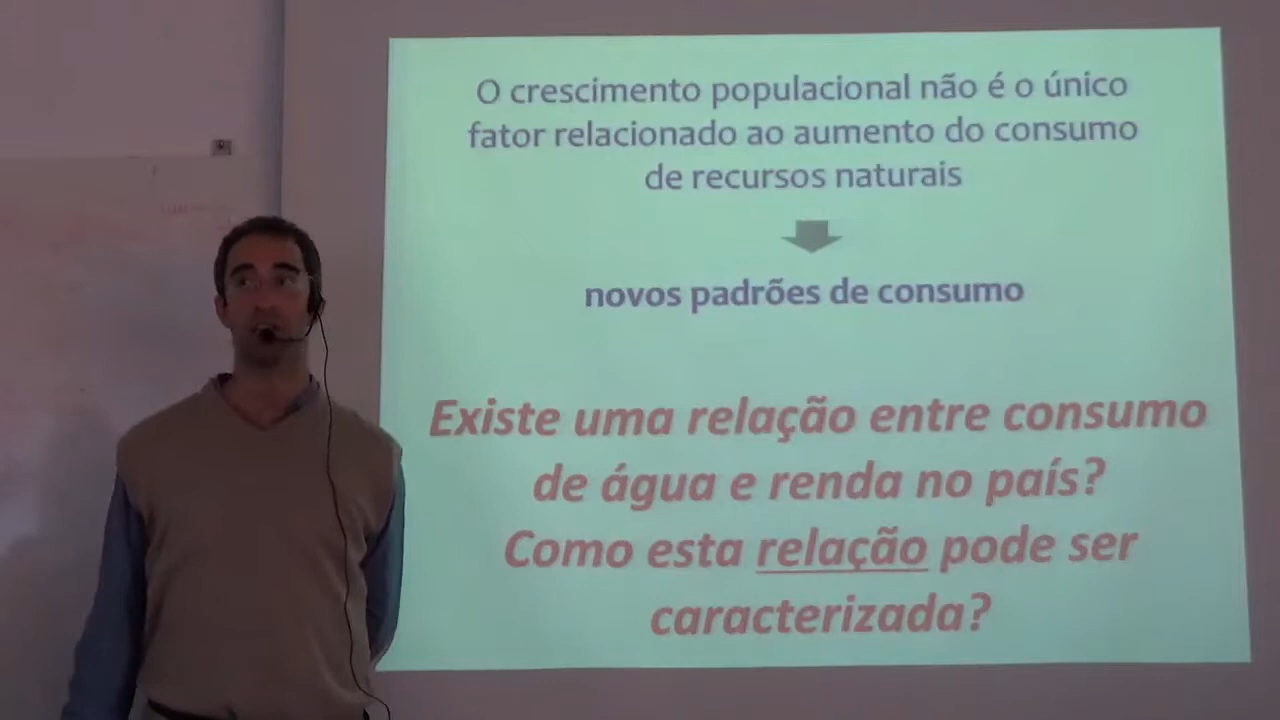 O crescimento populacional não é o único
fator relacionado ao aumento do consumo
de recursos naturais
novos padrões de consumo
Existe uma relação entre consumo
de água e renda no país?
Como esta relação pode ser
caracterizada?